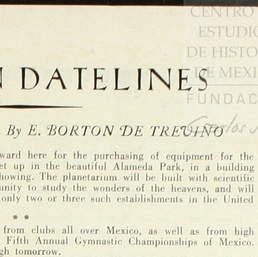 CENTRO
ESTUDI
DE HISTO
DE MEXI
FUNDAC
N DATELINES
By E. BORTON DE TREVIÑO
ward here for the purchasing of equipment for the
et up in the beautiful Alameda Park, in a building
howing. The planetarium will be built with scientific
unity to study the wonders of the heavens, and will
only two or three such establishments in the United
* *
from clubs all over Mexico, as well as from high
Fifth Annual Gymnastic Championships of Mexico.
gh tomorrow.